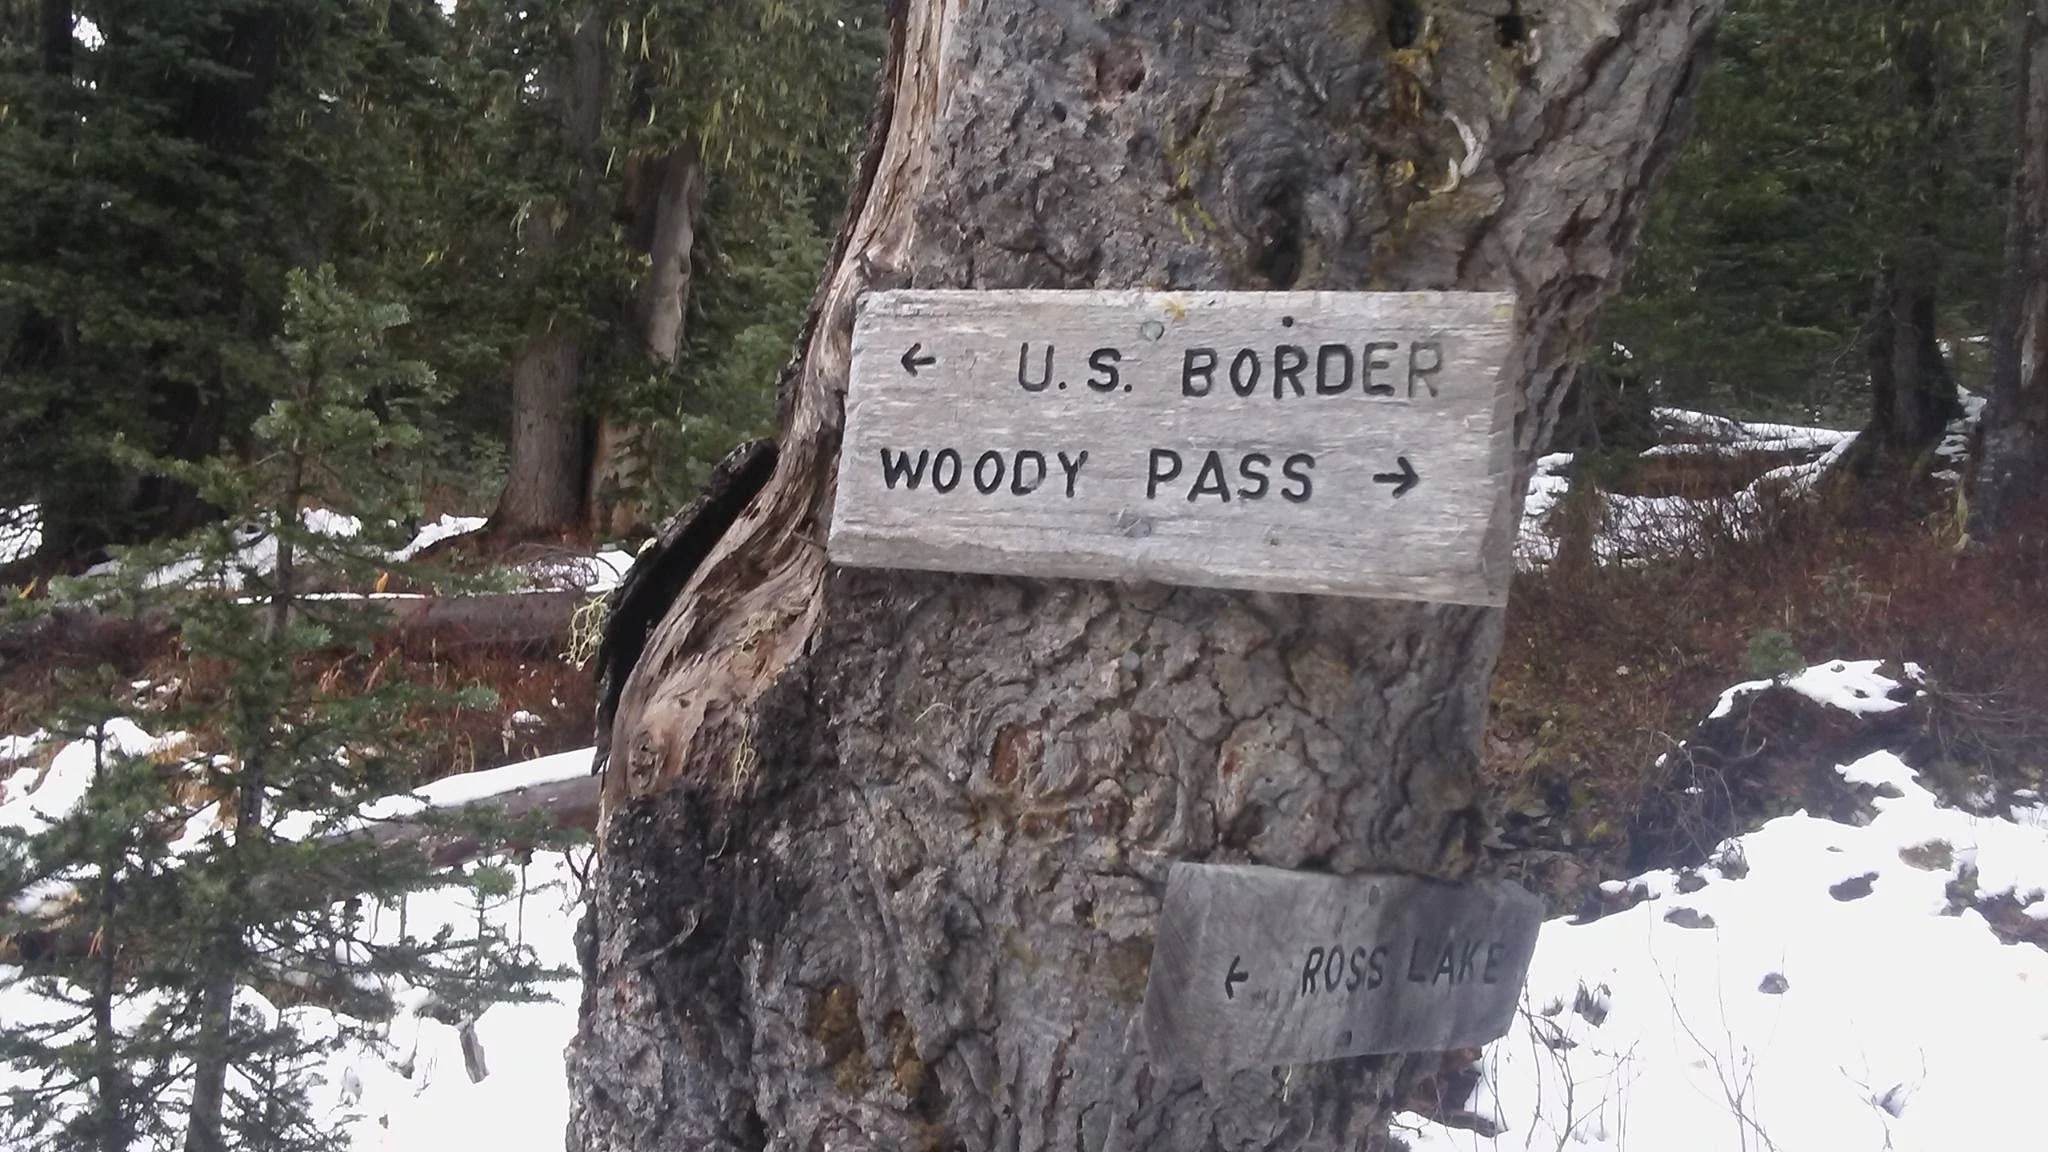 ← U.S. BORDER
WOODY PASS →
← ROSS LAKE